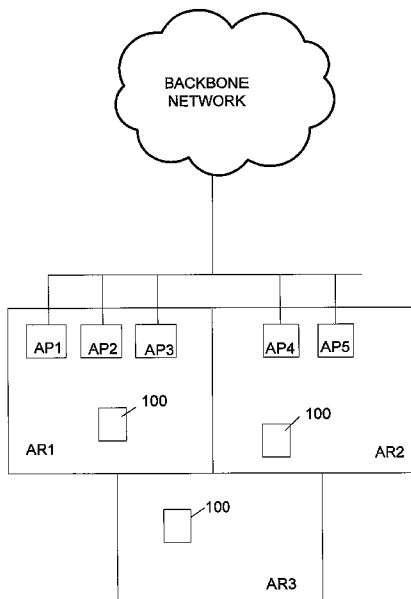 BACKBONE
NETWORK
AP1 AP2 AP3 AP4 AP5
100 100
AR1 AR2
100
AR3